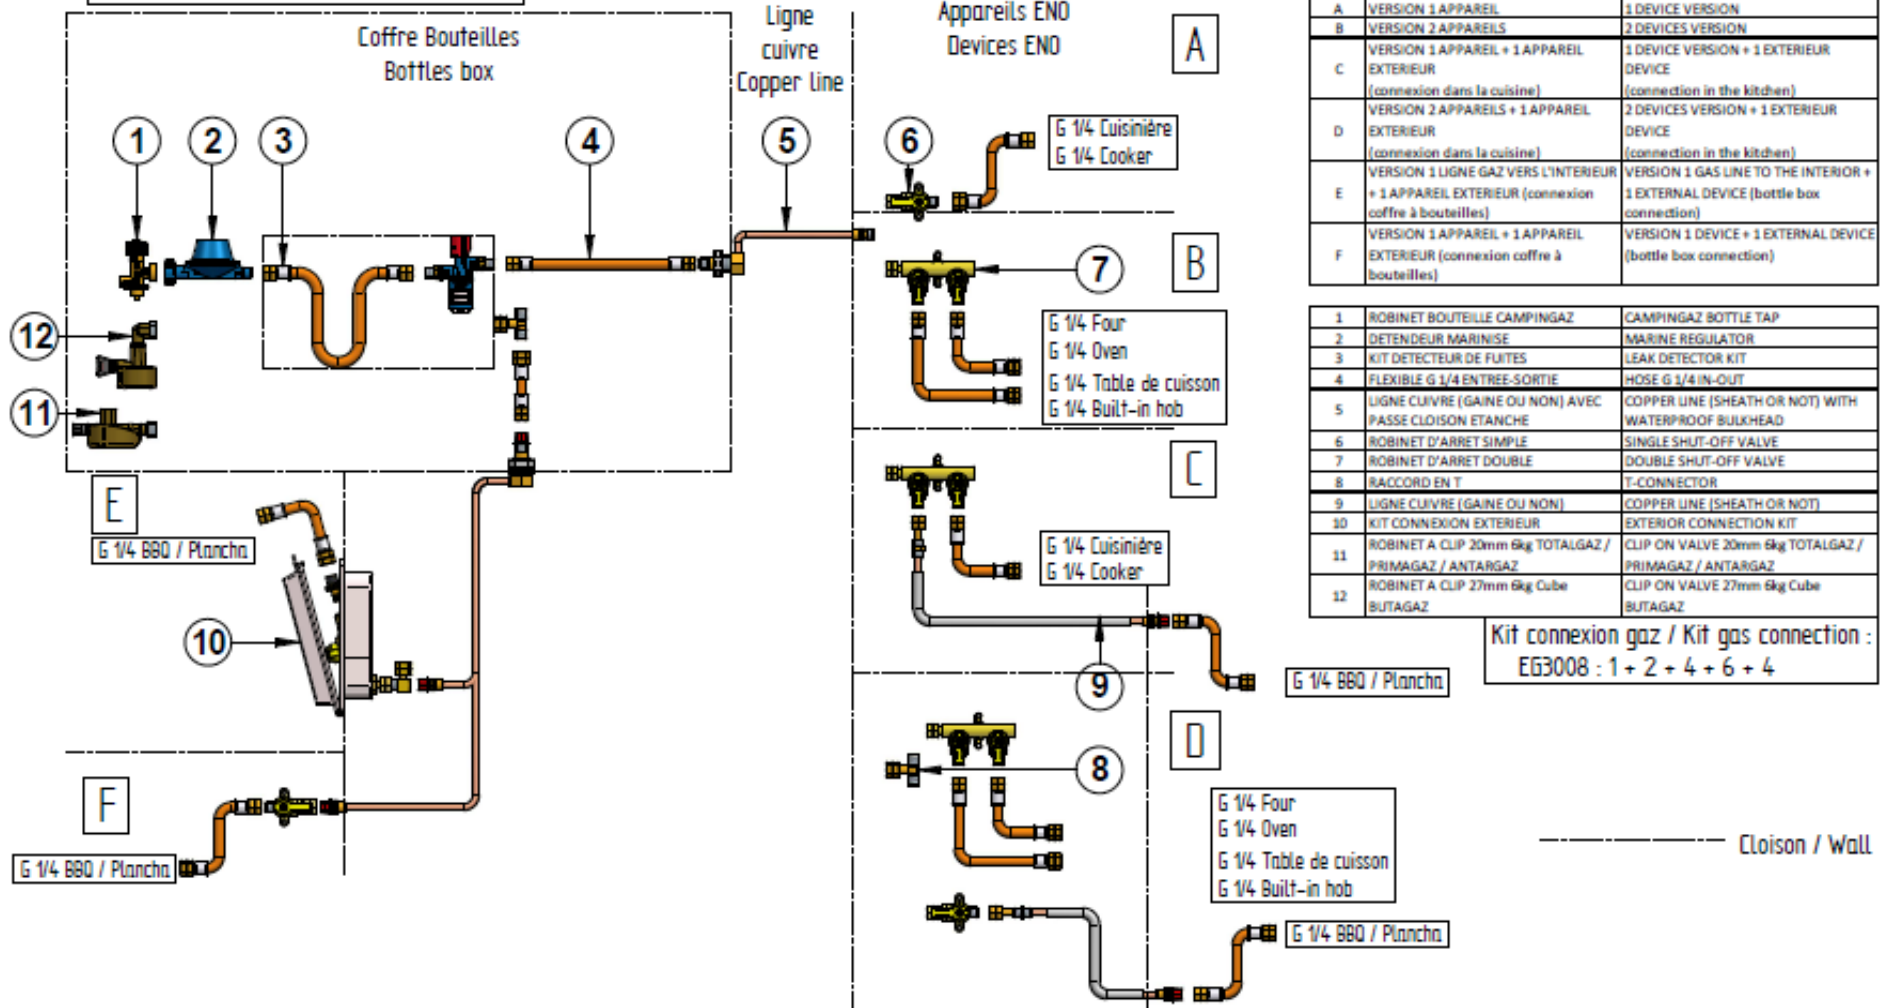 Coffre Bouteilles
Bottles box
Ligne
cuivre
Copper line
Appareils ENO
Devices ENO
A
1
2
3
4
5
6
G 1/4 Cuisinière
G 1/4 Cooker
B
7
G 1/4 Four
G 1/4 Oven
G 1/4 Table de cuisson
G 1/4 Built-in hob
12
11
C
G 1/4 Cuisinière
G 1/4 Cooker
E
G 1/4 BBQ / Plancha
10
9
G 1/4 BBQ / Plancha
D
8
G 1/4 Four
G 1/4 Oven
G 1/4 Table de cuisson
G 1/4 Built-in hob
F
G 1/4 BBQ / Plancha
G 1/4 BBQ / Plancha
A VERSION 1 APPAREIL 1 DEVICE VERSION
B VERSION 2 APPAREILS 2 DEVICES VERSION
VERSION 1 APPAREIL + 1 APPAREIL 1 DEVICE VERSION + 1 EXTERIEUR
C EXTERIEUR DEVICE
(connexion dans la cuisine) (connection in the kitchen)
VERSION 2 APPAREILS + 1 APPAREIL 2 DEVICES VERSION + 1 EXTERIEUR
D EXTERIEUR DEVICE
(connexion dans la cuisine) (connection in the kitchen)
VERSION 1 LIGNE GAZ VERS L'INTERIEUR VERSION 1 GAS LINE TO THE INTERIOR +
E + 1 APPAREIL EXTERIEUR (connexion 1 EXTERNAL DEVICE (bottle box
coffre à bouteilles) connection)
VERSION 1 APPAREIL + 1 APPAREIL VERSION 1 DEVICE + 1 EXTERNAL DEVICE
F EXTERIEUR (connexion coffre à (bottle box connection)
bouteilles)
1 ROBINET BOUTEILLE CAMPINGAZ CAMPINGAZ BOTTLE TAP
2 DETENDEUR MARINISE MARINE REGULATOR
3 KIT DETECTEUR DE FUITES LEAK DETECTOR KIT
4 FLEXIBLE G 1/4 ENTREE-SORTIE HOSE G 1/4 IN-OUT
5 LIGNE CUIVRE (GAINE OU NON) AVEC COPPER LINE (SHEATH OR NOT) WITH
PASSE CLOISON ETANCHE WATERPROOF BULKHEAD
6 ROBINET D'ARRET SIMPLE SINGLE SHUT-OFF VALVE
7 ROBINET D'ARRET DOUBLE DOUBLE SHUT-OFF VALVE
8 RACCORD EN T T-CONNECTOR
9 LIGNE CUIVRE (GAINE OU NON) COPPER LINE (SHEATH OR NOT)
10 KIT CONNEXION EXTERIEUR EXTERIOR CONNECTION KIT
11 ROBINET A CLIP 20mm 6kg TOTALGAZ / CLIP ON VALVE 20mm 6kg TOTALGAZ /
PRIMAGAZ / ANTARGAZ PRIMAGAZ / ANTARGAZ
12 ROBINET A CLIP 27mm 6kg Cube CLIP ON VALVE 27mm 6kg Cube
BUTAGAZ BUTAGAZ
Kit connexion gaz / Kit gas connection :
EG3008 : 1 + 2 + 4 + 6 + 4
Cloison / Wall